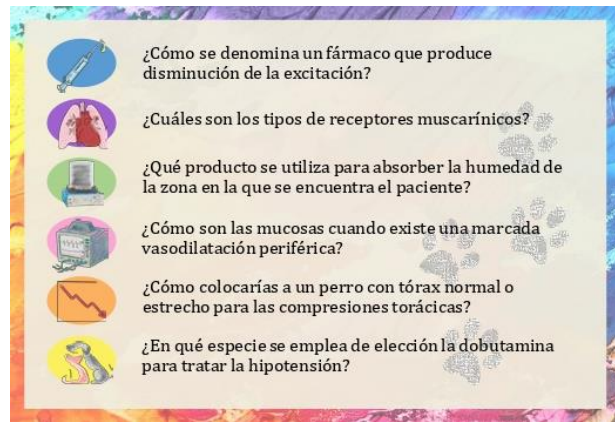 ¿Cómo se denomina un fármaco que produce
disminución de la excitación?
¿Cuáles son los tipos de receptores muscarínicos?
¿Qué producto se utiliza para absorber la humedad de
la zona en la que se encuentra el paciente?
¿Cómo son las mucosas cuando existe una marcada
vasodilatación periférica?
¿Cómo colocarías a un perro con tórax normal o
estrecho para las compresiones torácicas?
¿En qué especie se emplea de elección la dobutamina
para tratar la hipotensión?